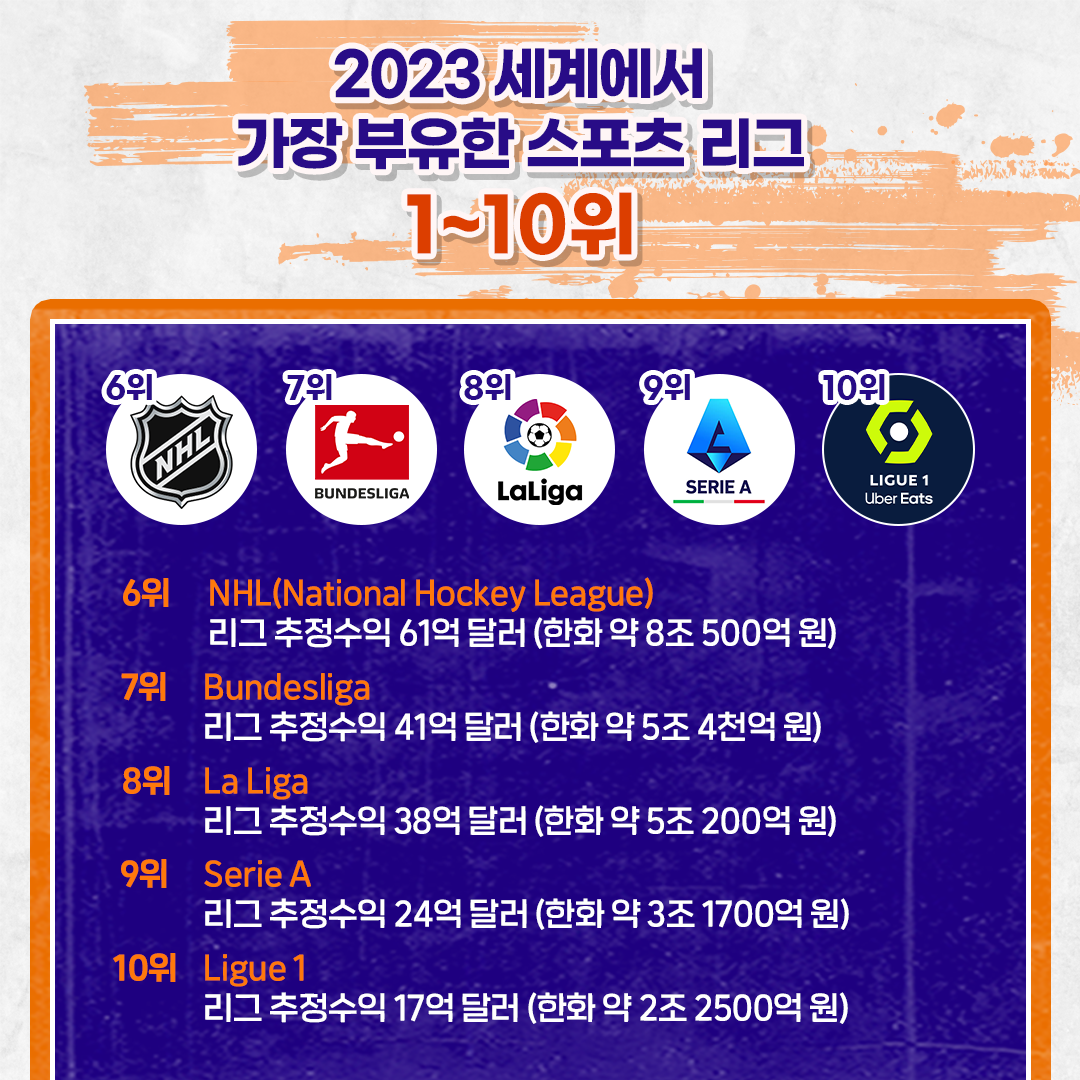 2023 세계에서
가장 부유한 스포츠 리그
1~10위
6위 7위 8위 9위 10위
NHL
BUNDESLIGA
LaLiga
SERIE A
LIGUE 1
Uber Eats
6위 NHL(National Hockey League)
리그 추정수익 61억 달러 (한화 약 8조 500억 원)
7위 Bundesliga
리그 추정수익 41억 달러 (한화 약 5조 4천억 원)
8위 La Liga
리그 추정수익 38억 달러 (한화 약 5조 200억 원)
9위 Serie A
리그 추정수익 24억 달러 (한화 약 3조 1700억 원)
10위 Ligue 1
리그 추정수익 17억 달러 (한화 약 2조 2500억 원)